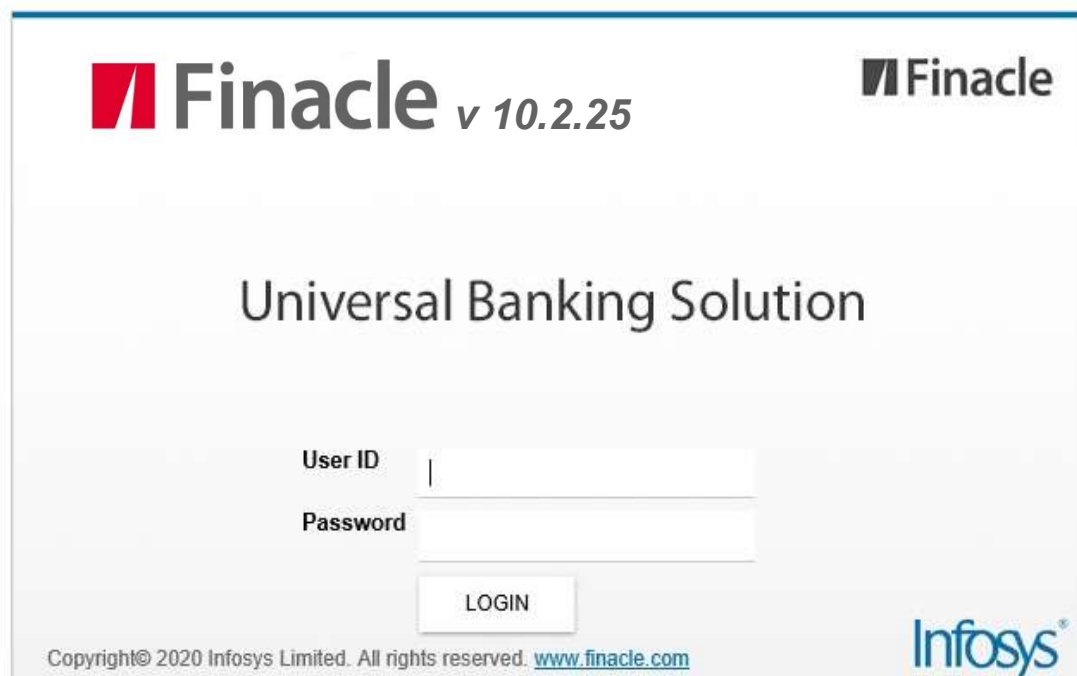 Finacle v 10.2.25
Finacle
Universal Banking Solution
User ID
Password
LOGIN
Copyright© 2020 Infosys Limited. All rights reserved. www.finacle.com
Infosys®